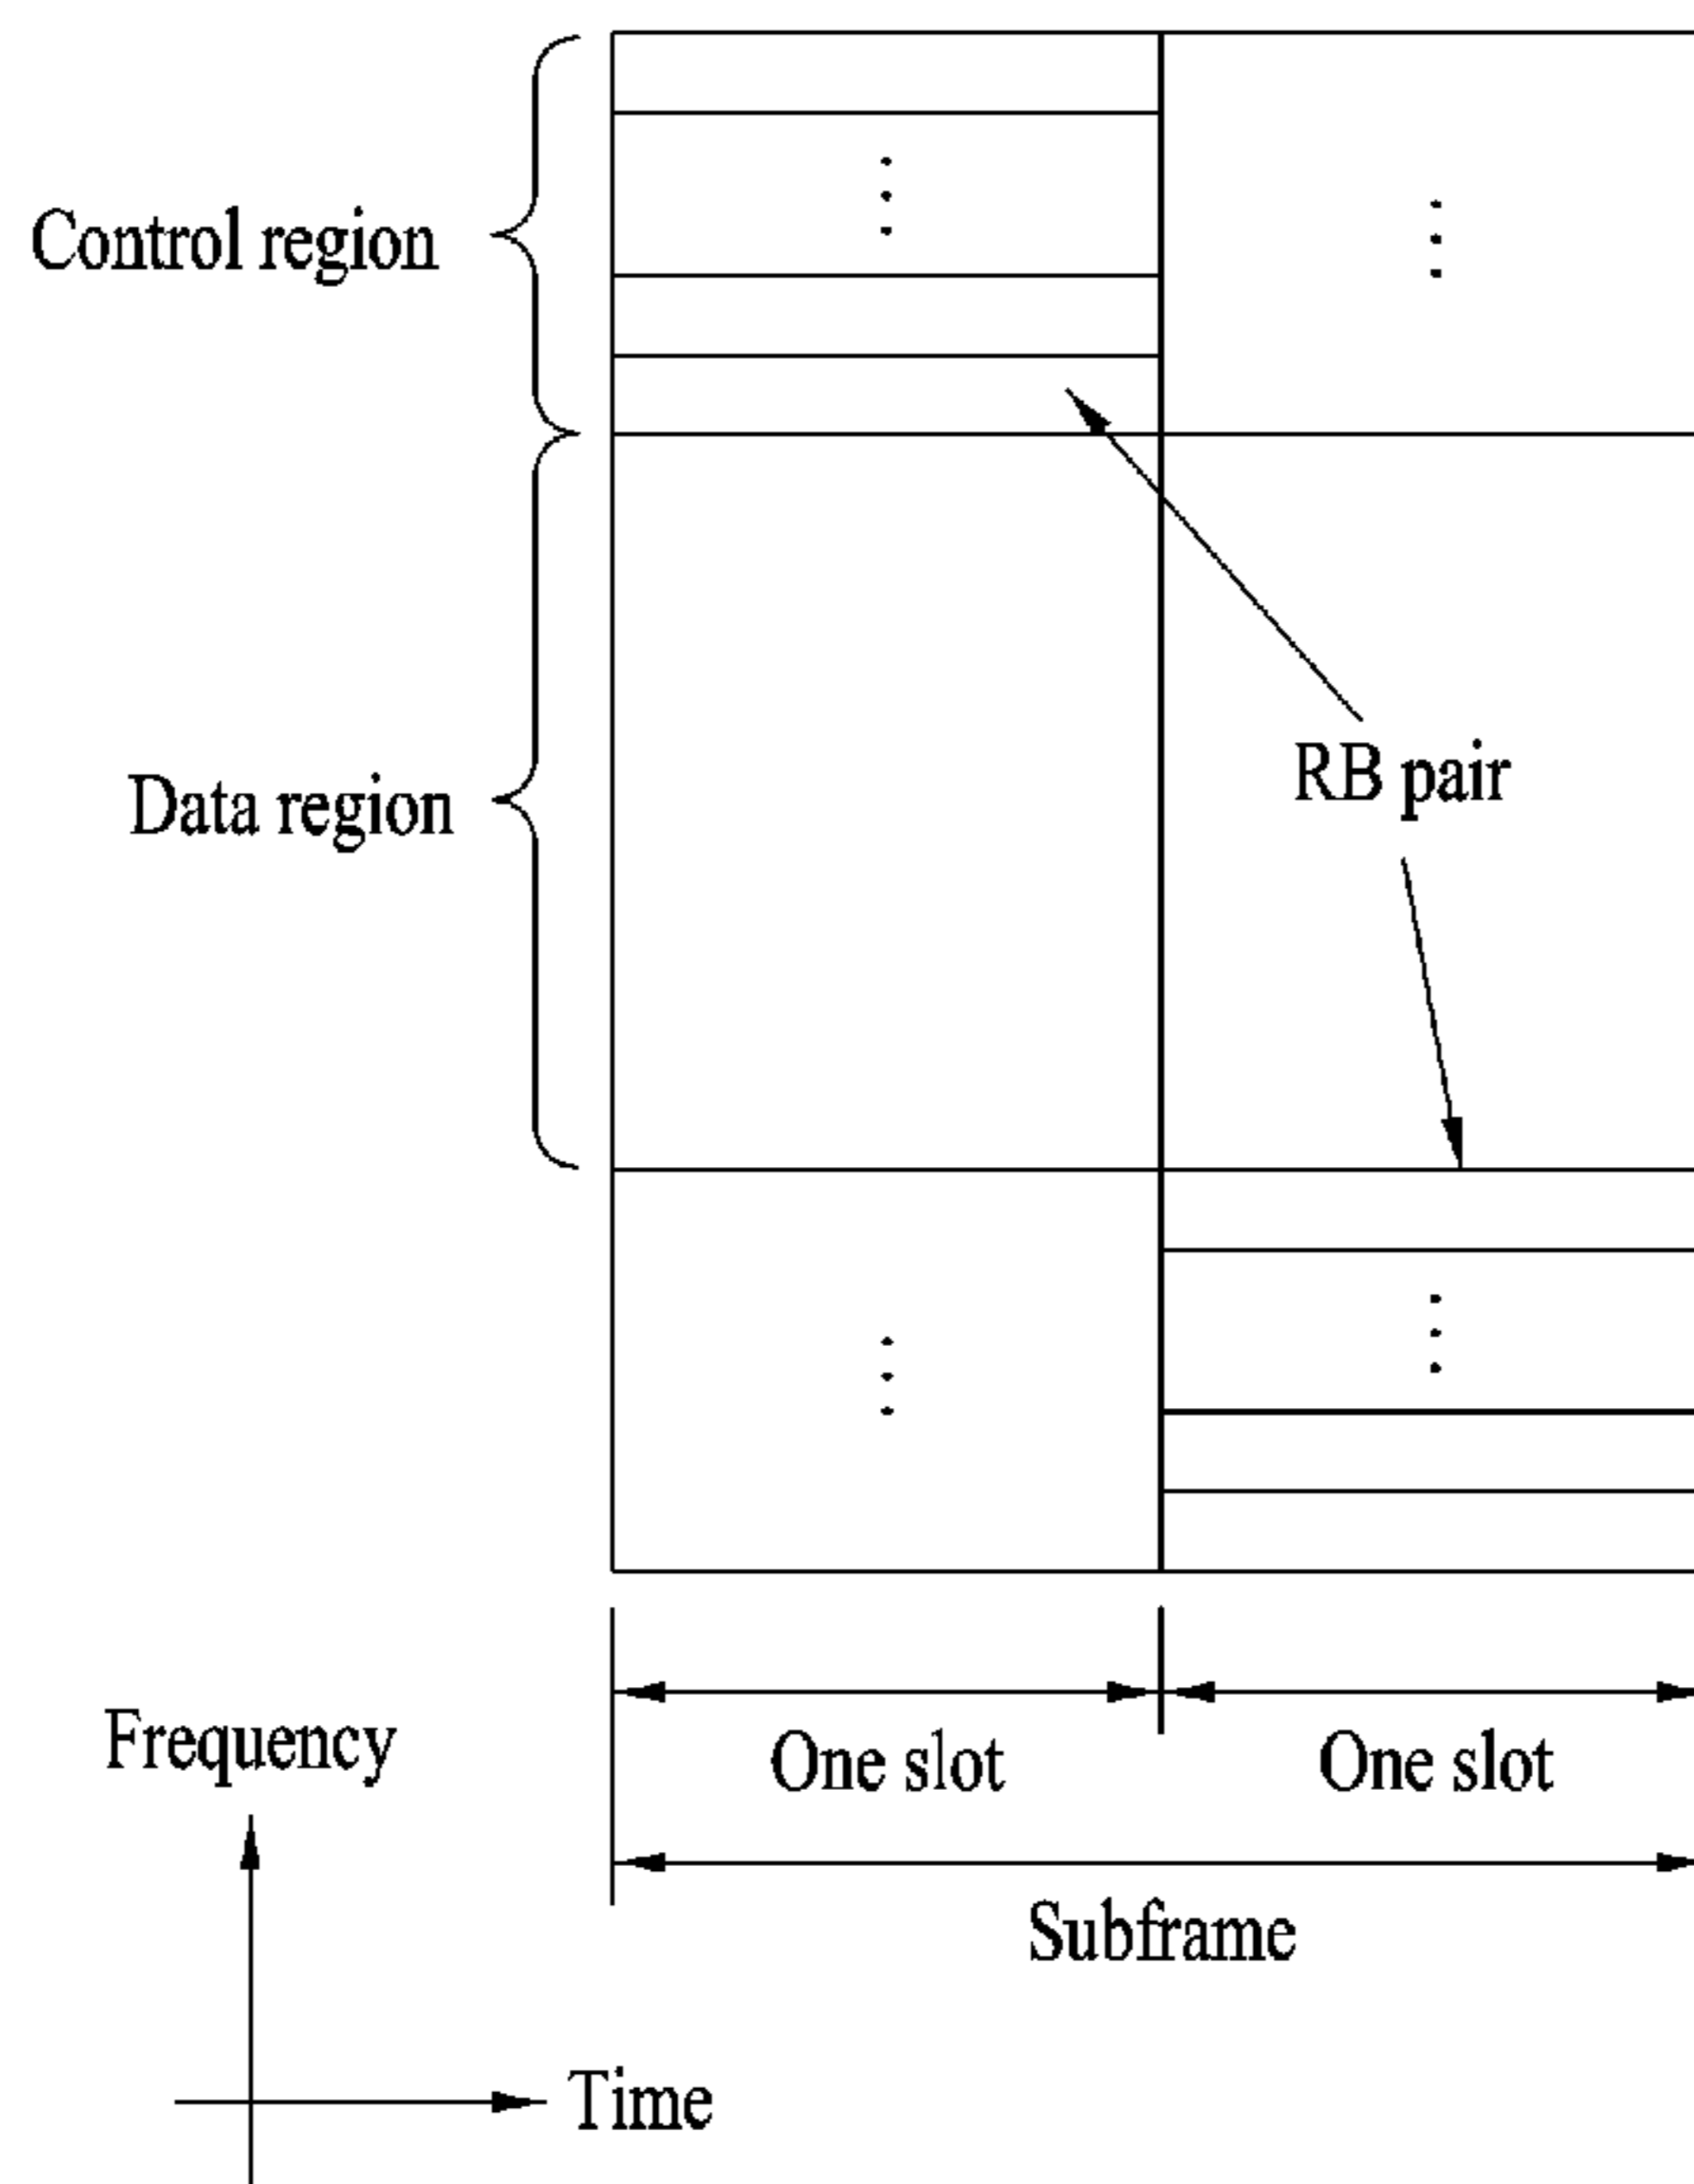 Control region
Data region
RB pair
One slot
One slot
Subframe
Frequency
Time